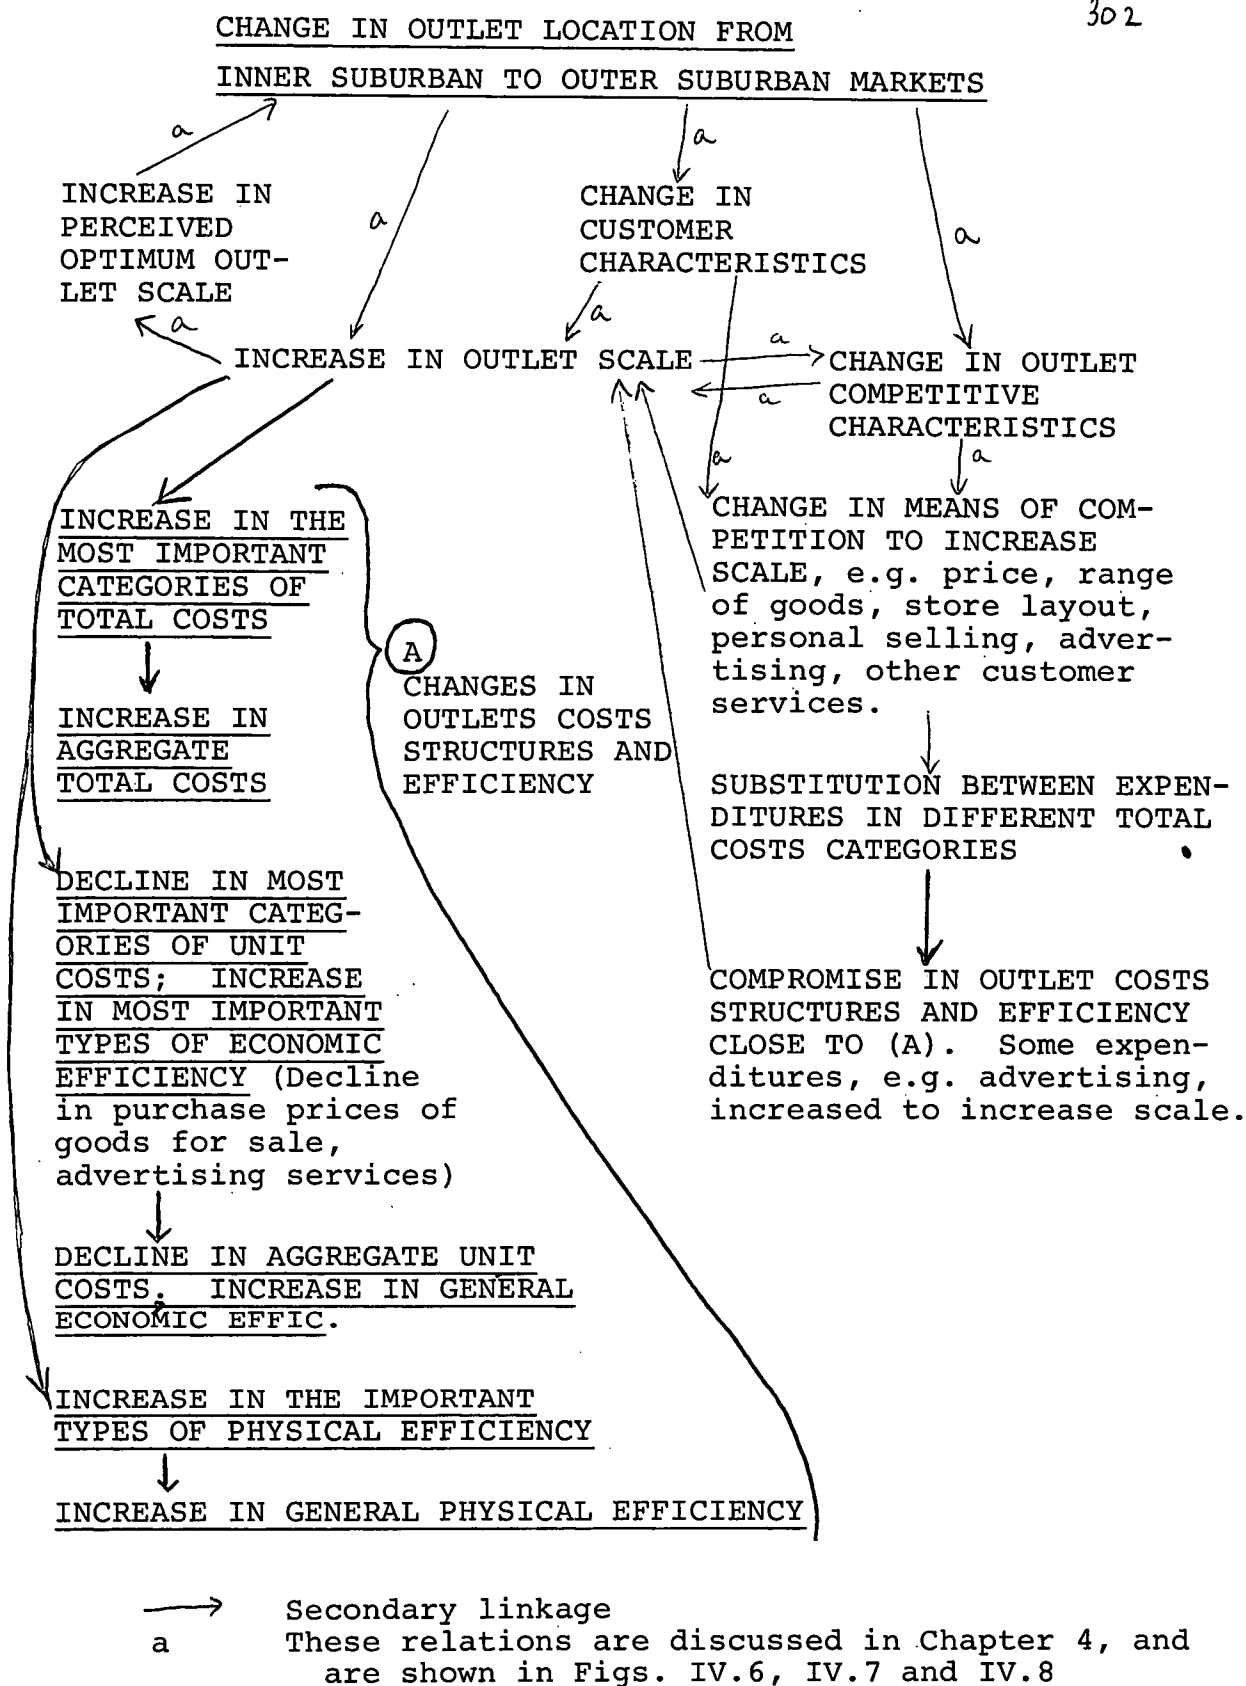 302
CHANGE IN OUTLET LOCATION FROM
INNER SUBURBAN TO OUTER SUBURBAN MARKETS
a
a
a
a
INCREASE IN
PERCEIVED
OPTIMUM OUT-
LET SCALE
CHANGE IN
CUSTOMER
CHARACTERISTICS
a
a
INCREASE IN OUTLET SCALE
a
a
CHANGE IN OUTLET
COMPETITIVE
CHARACTERISTICS
a
a
CHANGE IN MEANS OF COM-
PETITION TO INCREASE
SCALE, e.g. price, range
of goods, store layout,
personal selling, adver-
tising, other customer
services.
SUBSTITUTION BETWEEN EXPEN-
DITURES IN DIFFERENT TOTAL
COSTS CATEGORIES
COMPROMISE IN OUTLET COSTS
STRUCTURES AND EFFICIENCY
CLOSE TO (A). Some expen-
ditures, e.g. advertising,
increased to increase scale.
INCREASE IN THE
MOST IMPORTANT
CATEGORIES OF
TOTAL COSTS
INCREASE IN
AGGREGATE
TOTAL COSTS
A
CHANGES IN
OUTLETS COSTS
STRUCTURES AND
EFFICIENCY
DECLINE IN MOST
IMPORTANT CATEG-
ORIES OF UNIT
COSTS; INCREASE
IN MOST IMPORTANT
TYPES OF ECONOMIC
EFFICIENCY (Decline
in purchase prices of
goods for sale,
advertising services)
DECLINE IN AGGREGATE UNIT
COSTS. INCREASE IN GENERAL
ECONOMIC EFFIC.
INCREASE IN THE IMPORTANT
TYPES OF PHYSICAL EFFICIENCY
INCREASE IN GENERAL PHYSICAL EFFICIENCY
Secondary linkage
a These relations are discussed in Chapter 4, and
are shown in Figs. IV.6, IV.7 and IV.8